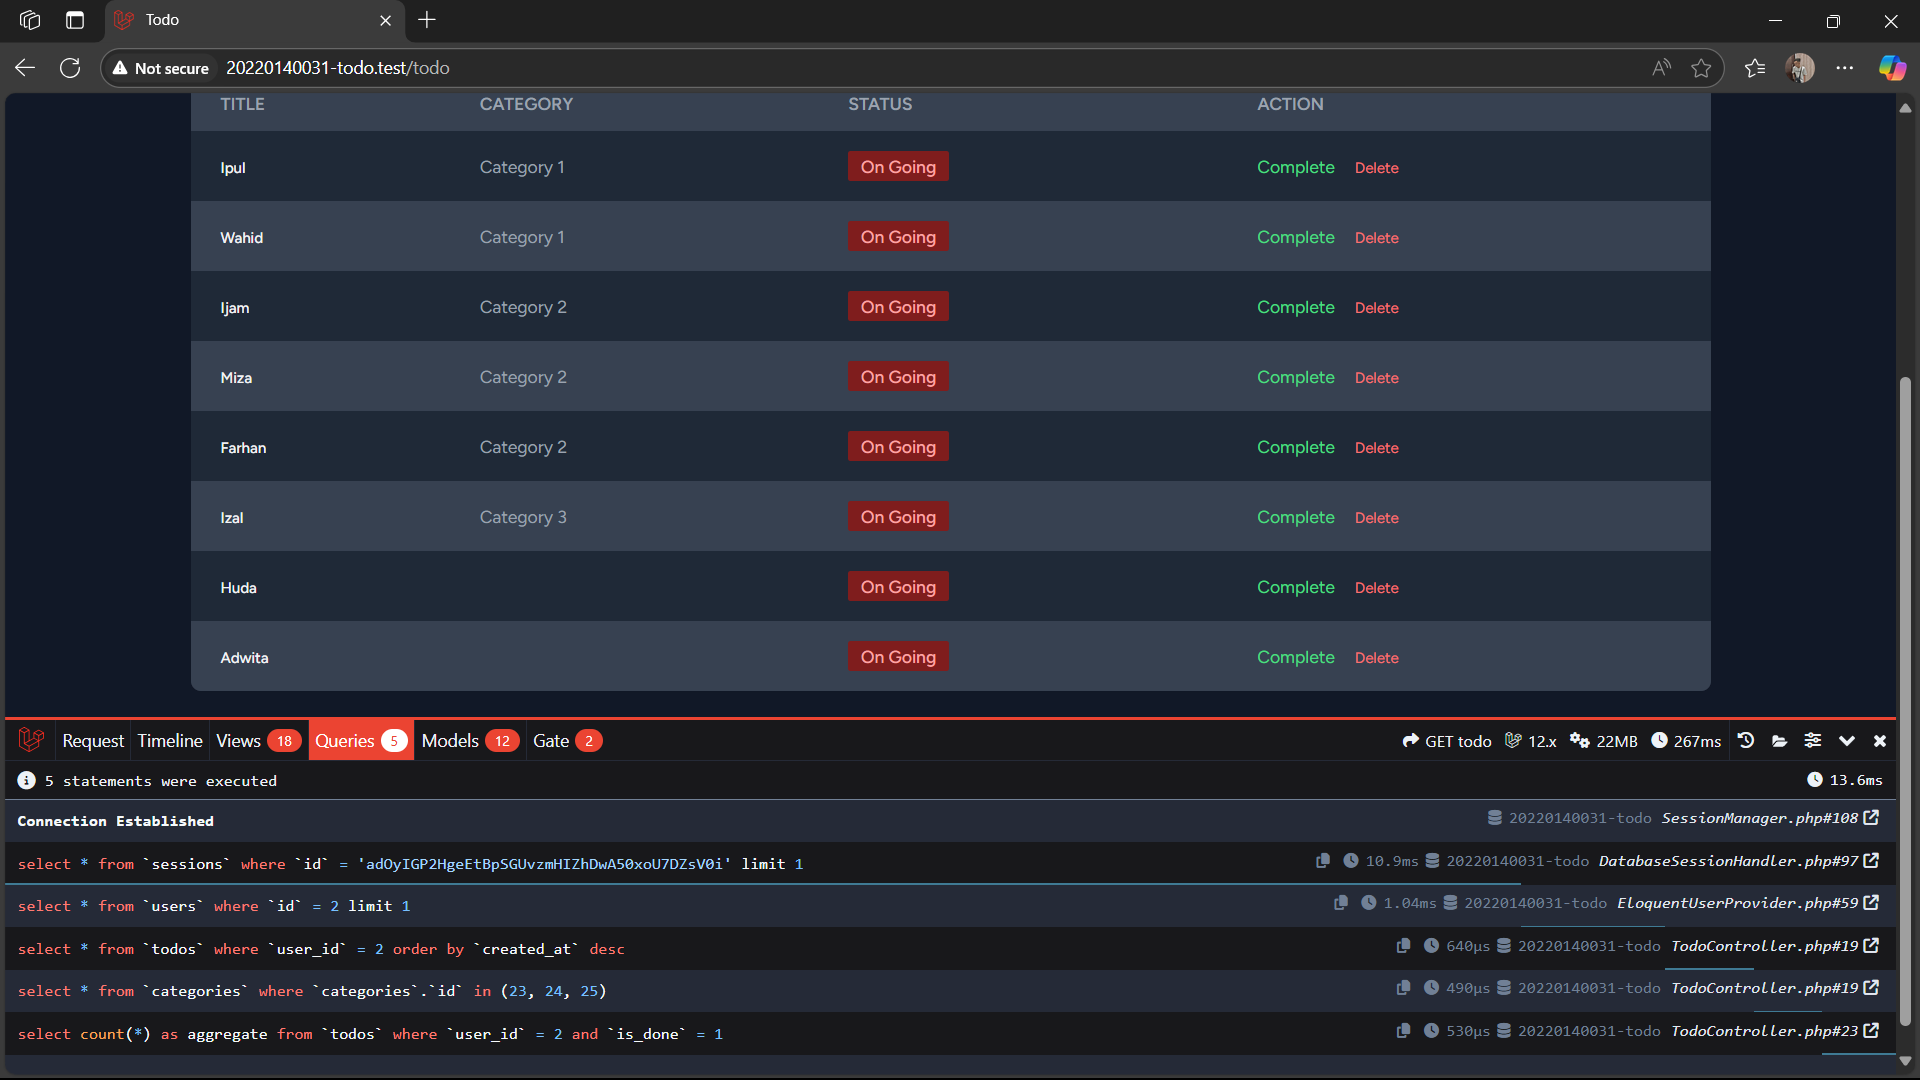 Todo
Not secure 20220140031-todo.test/todo
TITLE CATEGORY STATUS ACTION
Ipul Category 1 On Going Complete Delete
Wahid Category 1 On Going Complete Delete
Ijam Category 2 On Going Complete Delete
Miza Category 2 On Going Complete Delete
Farhan Category 2 On Going Complete Delete
Izal Category 3 On Going Complete Delete
Huda On Going Complete Delete
Adwita On Going Complete Delete
Request Timeline Views 18 Queries 5 Models 12 Gate 2 GET todo 12.x 22MB 267ms
5 statements were executed 13.6ms
Connection Established 20220140031-todo SessionManager.php#108
select * from `sessions` where `id` = 'adOyIGP2HgeEtBpSGUvzmHIZhDwA50xoU7DZsV0i' limit 1 10.9ms 20220140031-todo DatabaseSessionHandler.php#97
select * from `users` where `id` = 2 limit 1 1.04ms 20220140031-todo EloquentUserProvider.php#59
select * from `todos` where `user_id` = 2 order by `created_at` desc 640μs 20220140031-todo TodoController.php#19
select * from `categories` where `categories`.`id` in (23, 24, 25) 490μs 20220140031-todo TodoController.php#19
select count(*) as aggregate from `todos` where `user_id` = 2 and `is_done` = 1 530μs 20220140031-todo TodoController.php#23